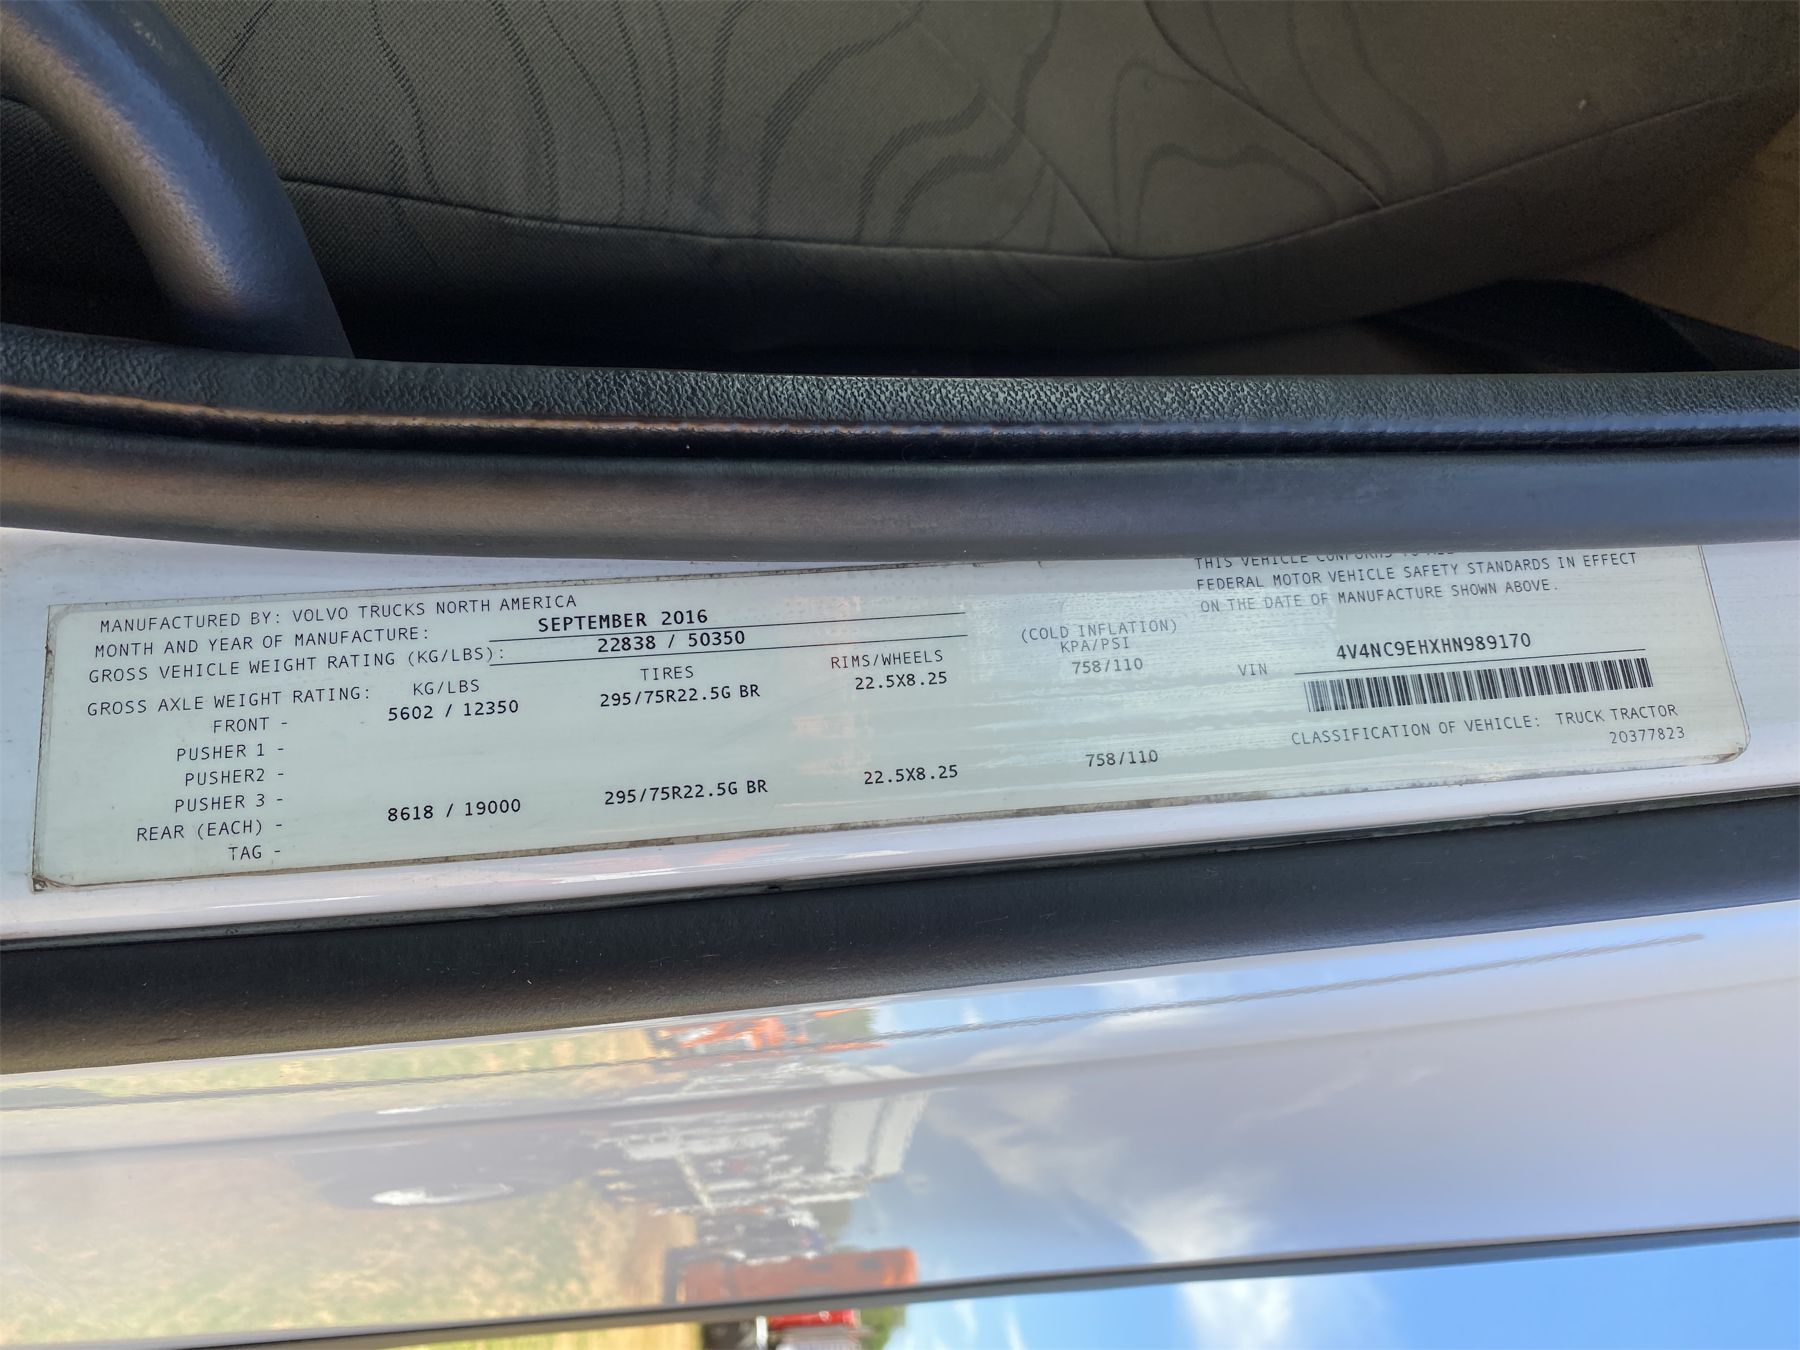 MANUFACTURED BY: VOLVO TRUCKS NORTH AMERICA
MONTH AND YEAR OF MANUFACTURE: SEPTEMBER 2016
GROSS VEHICLE WEIGHT RATING (KG/LBS): 22838 / 50350
GROSS AXLE WEIGHT RATING: KG/LBS TIRES RIMS/WHEELS (COLD INFLATION) KPA/PSI
FRONT - 5602 / 12350 295/75R22.5G BR 22.5X8.25 758/110
PUSHER 1 -
PUSHER2 -
PUSHER 3 -
REAR (EACH) - 8618 / 19000 295/75R22.5G BR 22.5X8.25 758/110
TAG -
THIS VEHICLE CONFORMS TO
FEDERAL MOTOR VEHICLE SAFETY STANDARDS IN EFFECT
ON THE DATE OF MANUFACTURE SHOWN ABOVE.
VIN 4V4NC9EHXHN989170
CLASSIFICATION OF VEHICLE: TRUCK TRACTOR
20377823